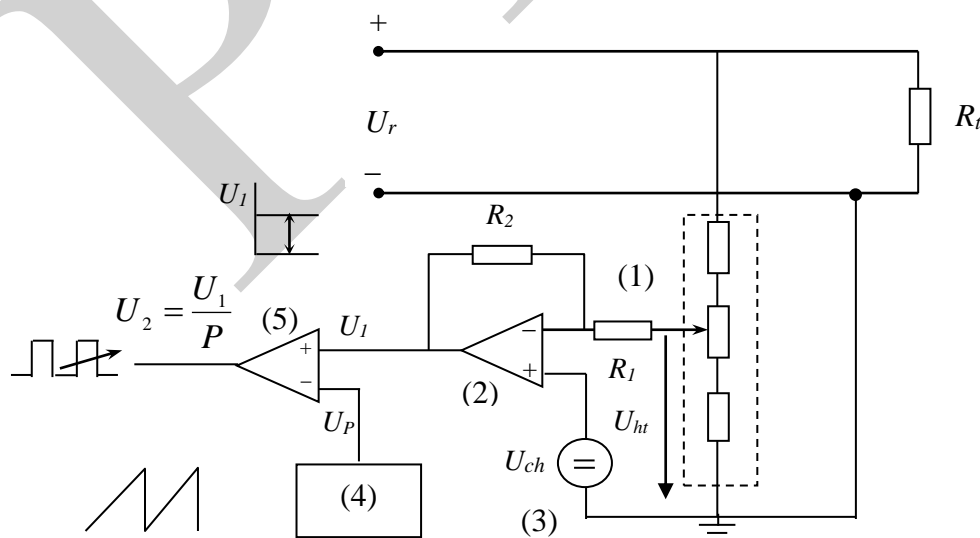 +
U_r
R_t
−
U_1
R_2
(1)
U_2 = U_1 / P
(5)
U_1
+
−
−
+
(2)
R_1
U_P
U_ht
U_ch
=
(4)
(3)